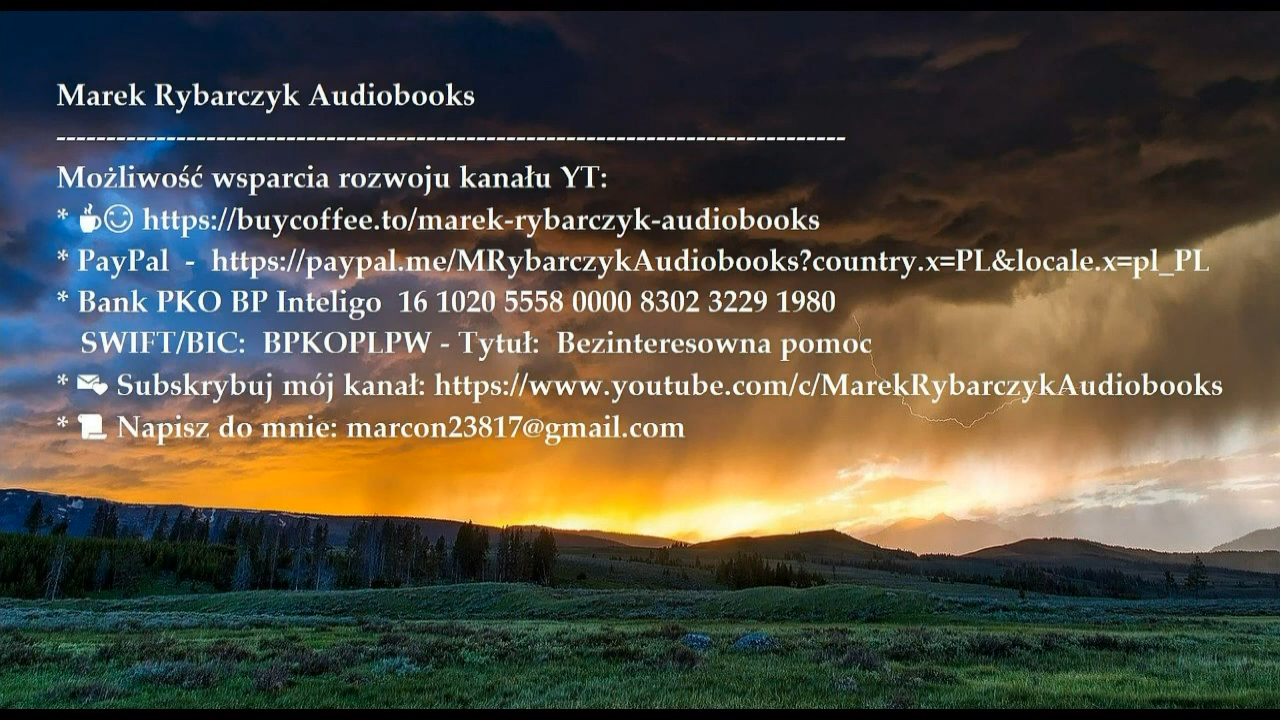 Marek Rybarczyk Audiobooks
-------------------------------------------------------------------------------
Możliwość wsparcia rozwoju kanału YT:
* ☕☺ https://buycoffee.to/marek-rybarczyk-audiobooks
* PayPal - https://paypal.me/MRybarczykAudiobooks?country.x=PL&locale.x=pl_PL
* Bank PKO BP Inteligo 16 1020 5558 0000 8302 3229 1980
SWIFT/BIC: BPKOPLPW - Tytuł: Bezinteresowna pomoc
* Subskrybuj mój kanał: https://www.youtube.com/c/MarekRybarczykAudiobooks
* Napisz do mnie: marcon23817@gmail.com